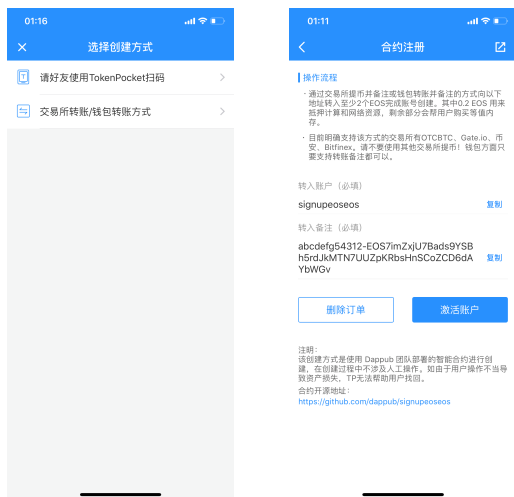 01:16
选择创建方式
请好友使用TokenPocket扫码
交易所转账/钱包转账方式
01:11
合约注册
操作流程
· 通过交易所提币并备注或钱包转账并备注的方式向以下
地址转入至少2个EOS完成账号创建。其中0.2 EOS 用来
抵押计算和网络资源，剩余部分会帮用户购买等值内
存。
· 目前明确支持该方式的交易所有OTCBTC、Gate.io、币
安、Bitfinex。请不要使用其他交易所提币！钱包方面只
要支持转账备注都可以。
转入账户（必填）
signupeoseos
复制
转入备注（必填）
abcdefg54312-EOS7imZxjU7Bads9YSB
h5rdJkMTN7UUZpKRbsHnSCoZCD6dA
YbWGv
复制
删除订单
激活账户
注明：
该创建方式是使用 Dappub 团队部署的智能合约进行创
建，在创建过程中不涉及人工操作。如由于用户操作不当导
致资产损失，TP无法帮助用户找回。
合约开源地址：
https://github.com/dappub/signupeoseos